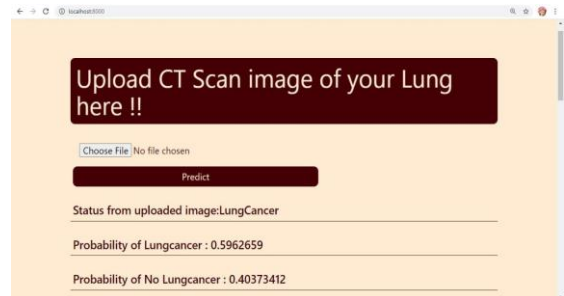 localhost:8000
Upload CT Scan image of your Lung
here !!
Choose File No file chosen
Predict
Status from uploaded image:LungCancer
Probability of Lungcancer : 0.5962659
Probability of No Lungcancer : 0.40373412